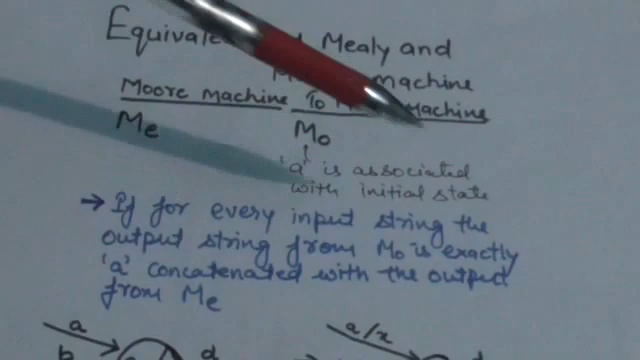 Mealy and
machine
Moore machine To Machine
Me Mo
'a' is associated
with initial state
→ If for every input string the
output string from Mo is exactly
'a' concatenated with the output
from Me
a a/x
b d